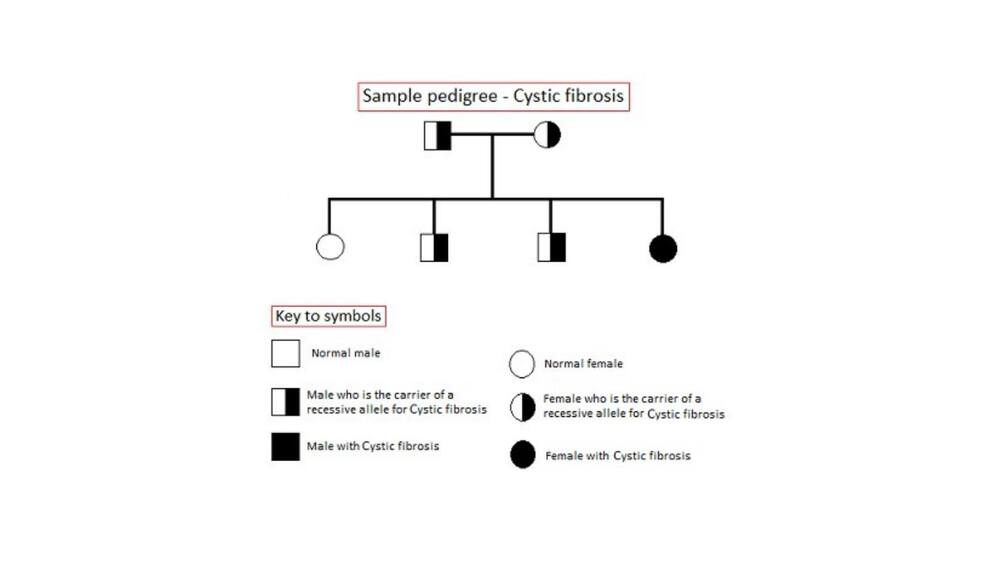 Sample pedigree - Cystic fibrosis
Key to symbols
Normal male
Normal female
Male who is the carrier of a
recessive allele for Cystic fibrosis
Female who is the carrier of a
recessive allele for Cystic fibrosis
Male with Cystic fibrosis
Female with Cystic fibrosis